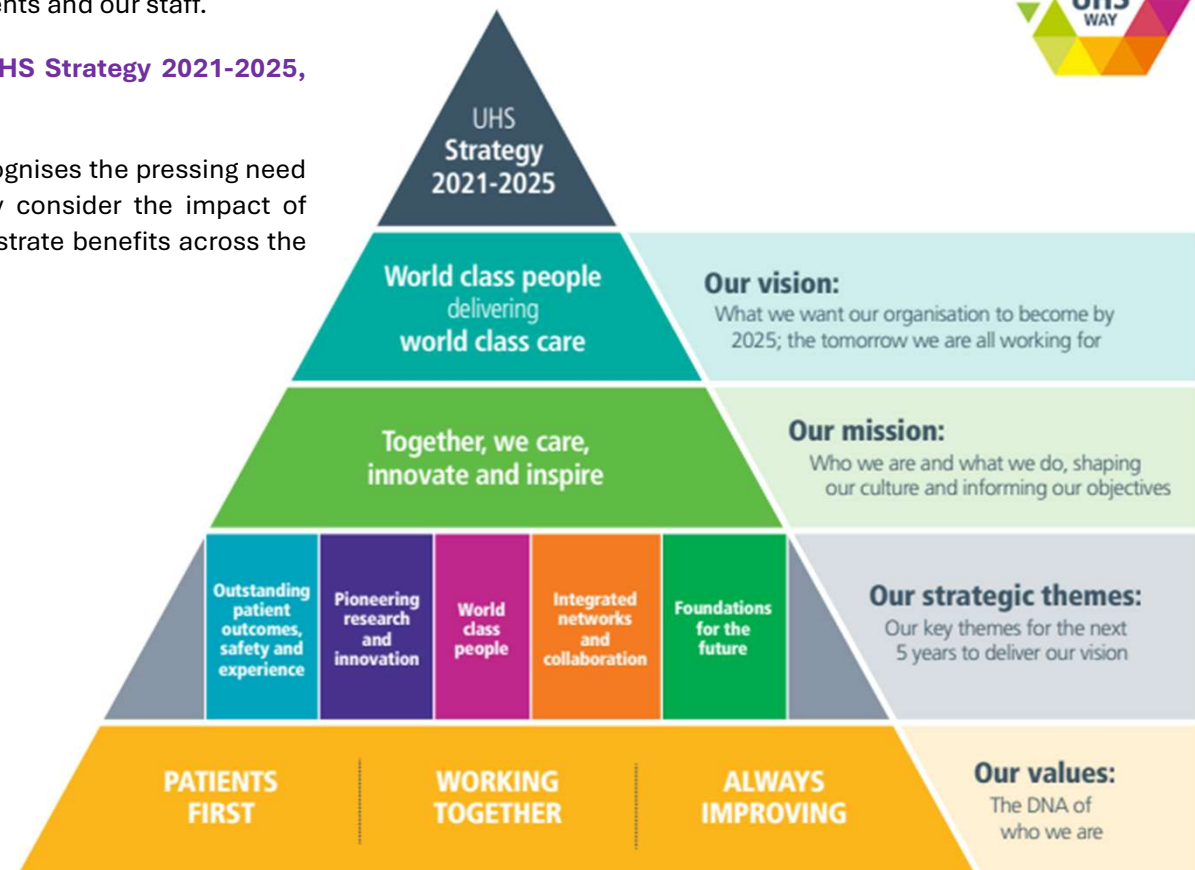 ents and our staff.
HS Strategy 2021-2025,
ognises the pressing need
y consider the impact of
strate benefits across the
UHS
WAY
UHS
Strategy
2021-2025
World class people
delivering
world class care
Our vision:
What we want our organisation to become by
2025; the tomorrow we are all working for
Together, we care,
innovate and inspire
Our mission:
Who we are and what we do, shaping
our culture and informing our objectives
Outstanding
patient
outcomes,
safety and
experience
Pioneering
research
and
innovation
World
class
people
Integrated
networks
and
collaboration
Foundations
for the
future
Our strategic themes:
Our key themes for the next
5 years to deliver our vision
PATIENTS
FIRST
WORKING
TOGETHER
ALWAYS
IMPROVING
Our values:
The DNA of
who we are